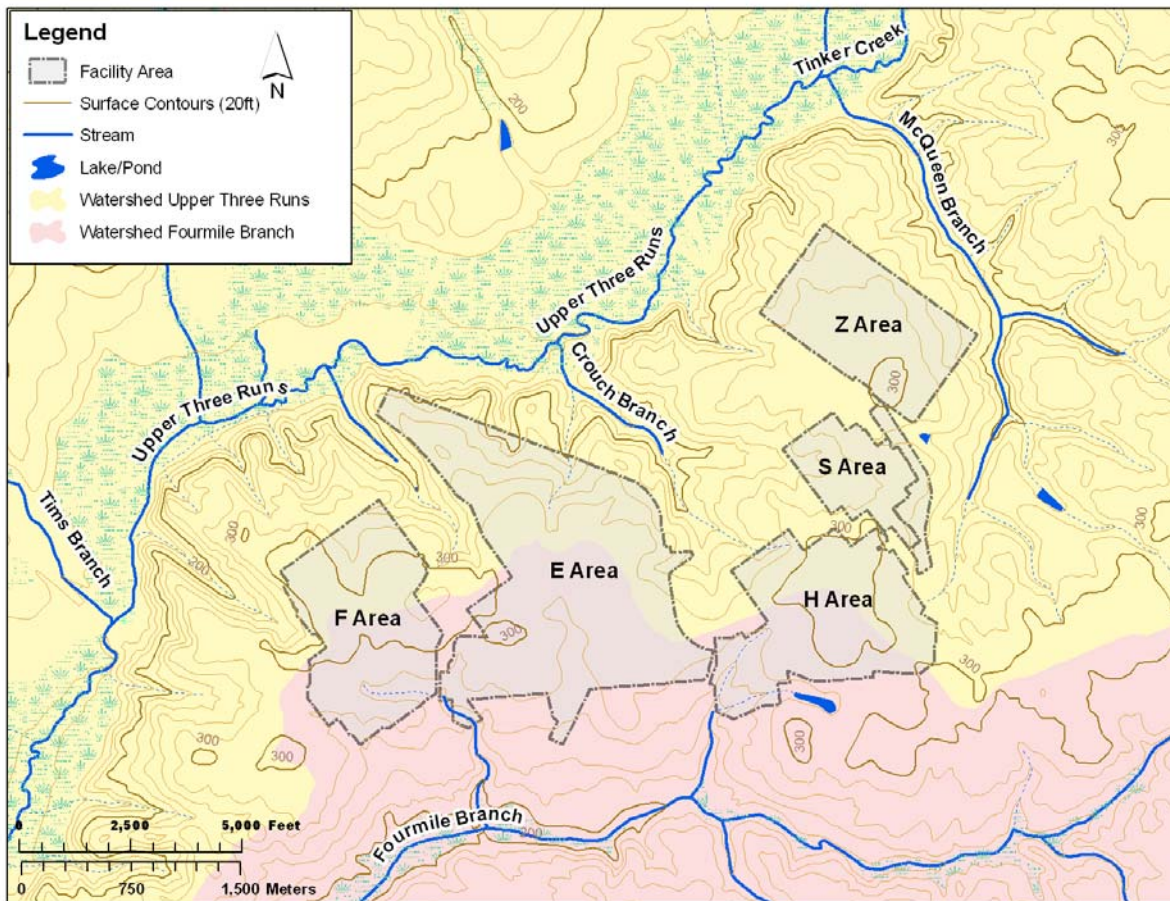 Legend
Facility Area
Surface Contours (20ft)
Stream
Lake/Pond
Watershed Upper Three Runs
Watershed Fourmile Branch
N
200
Tinker Creek
McQueen Branch
300
Upper Three Runs
Z Area
300
Crouch Branch
Upper Three Runs
S Area
Tims Branch
300
200
300
300
E Area
F Area
H Area
300
300
300
300
300
Fourmile Branch
200
0 2,500 5,000 Feet
0 750 1,500 Meters